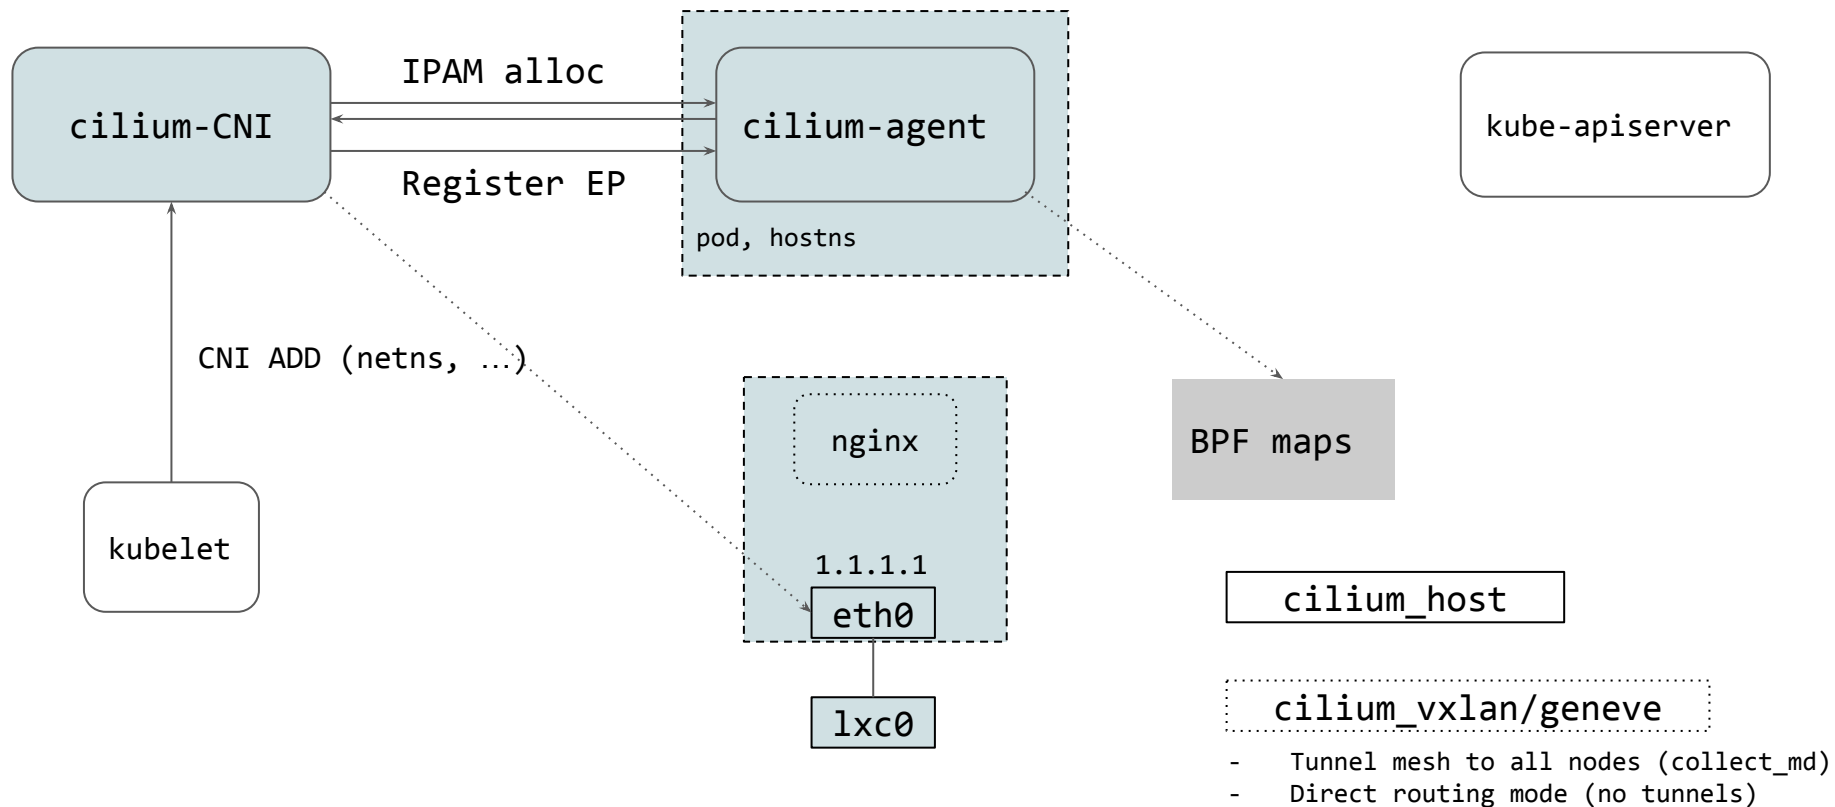 IPAM alloc
cilium-CNI
cilium-agent
kube-apiserver
Register EP
pod, hostns
CNI ADD (netns, ...)
nginx
BPF maps
kubelet
1.1.1.1
eth0
cilium_host
lxc0
cilium_vxlan/geneve
- Tunnel mesh to all nodes (collect_md)
- Direct routing mode (no tunnels)